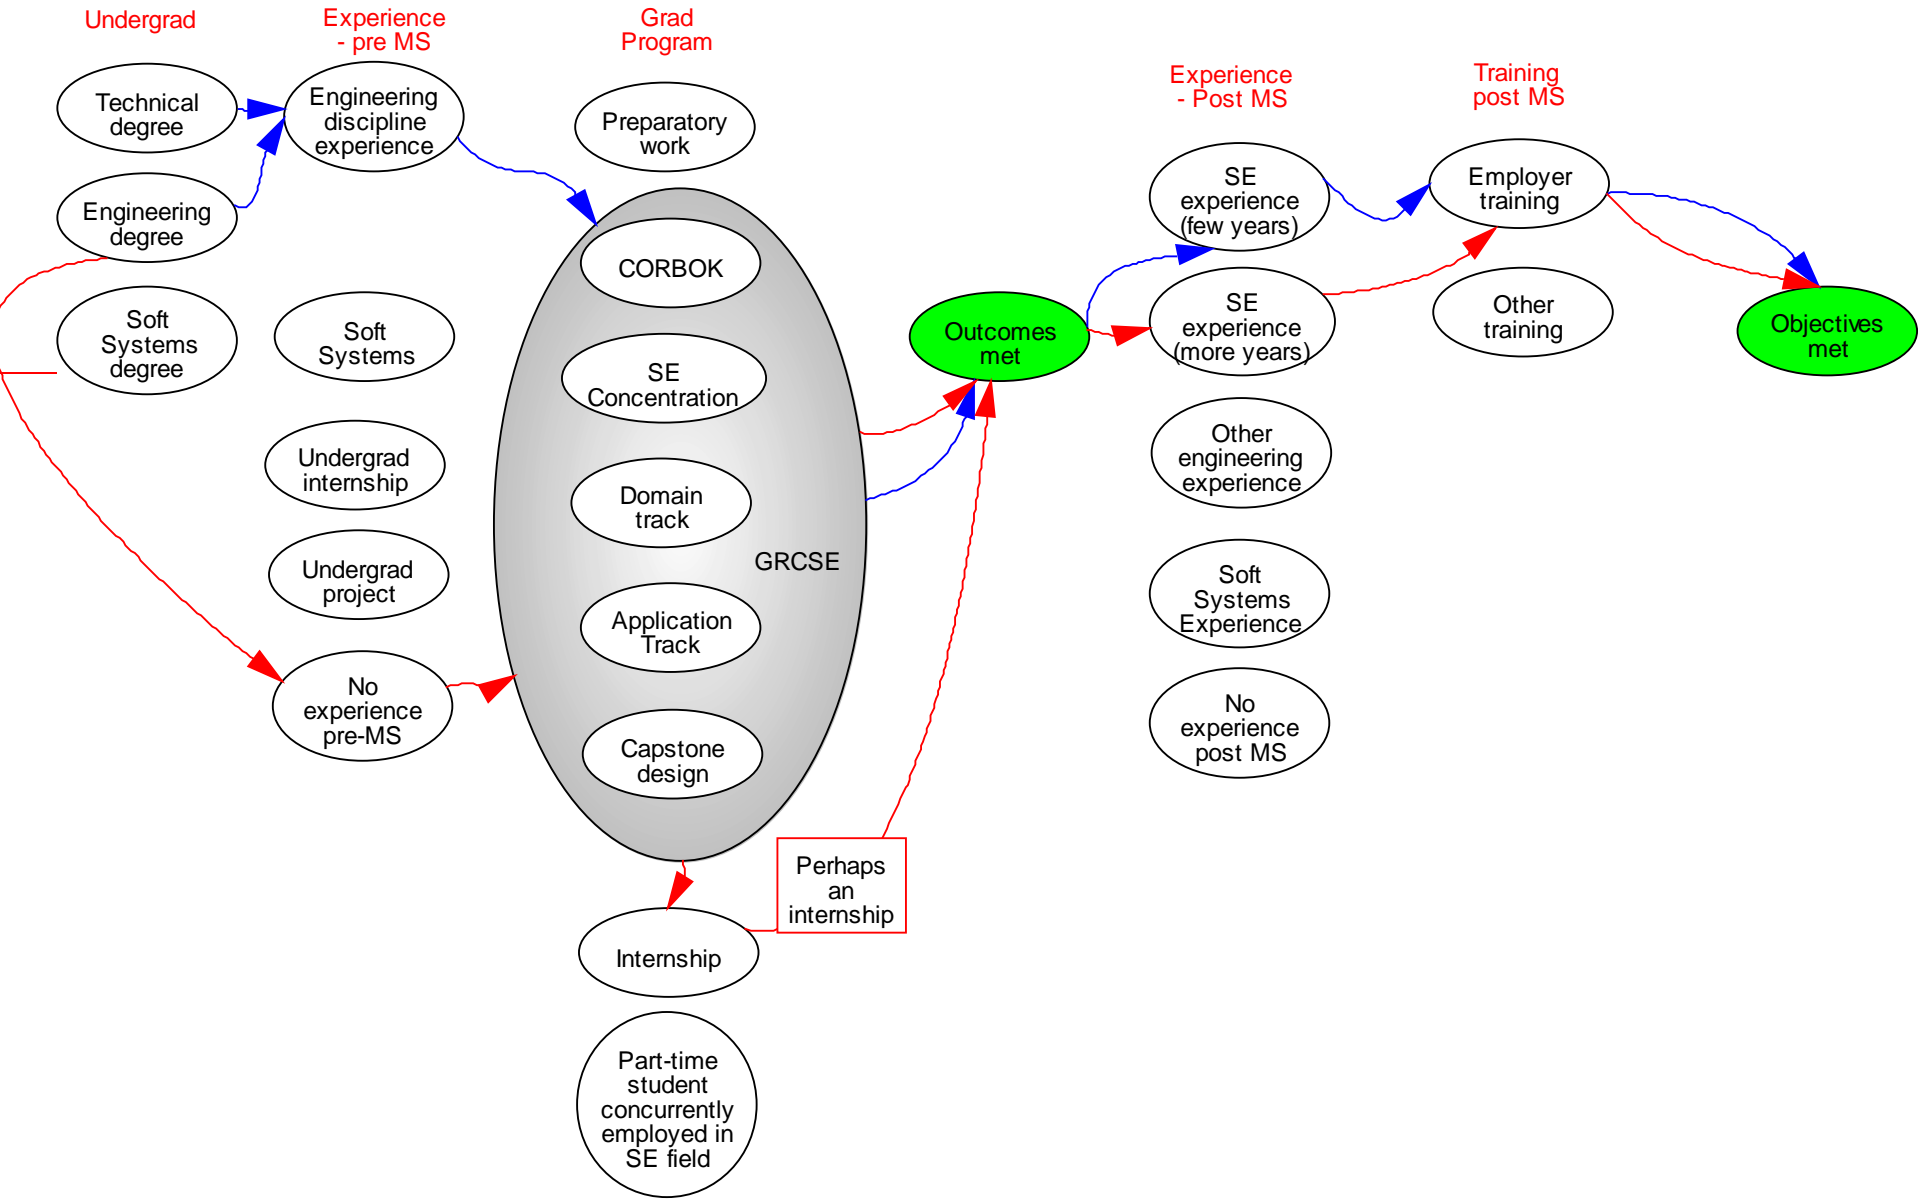 Undergrad
Experience
- pre MS
Grad
Program
Experience
- Post MS
Training
post MS
Technical
degree
Engineering
degree
Soft
Systems
degree
Engineering
discipline
experience
Soft
Systems
Undergrad
internship
Undergrad
project
No
experience
pre-MS
Preparatory
work
CORBOK
SE
Concentration
Domain
track
GRCSE
Application
Track
Capstone
design
Internship
Perhaps
an
internship
Part-time
student
concurrently
employed in
SE field
Outcomes
met
SE
experience
(few years)
SE
experience
(more years)
Other
engineering
experience
Soft
Systems
Experience
No
experience
post MS
Employer
training
Other
training
Objectives
met